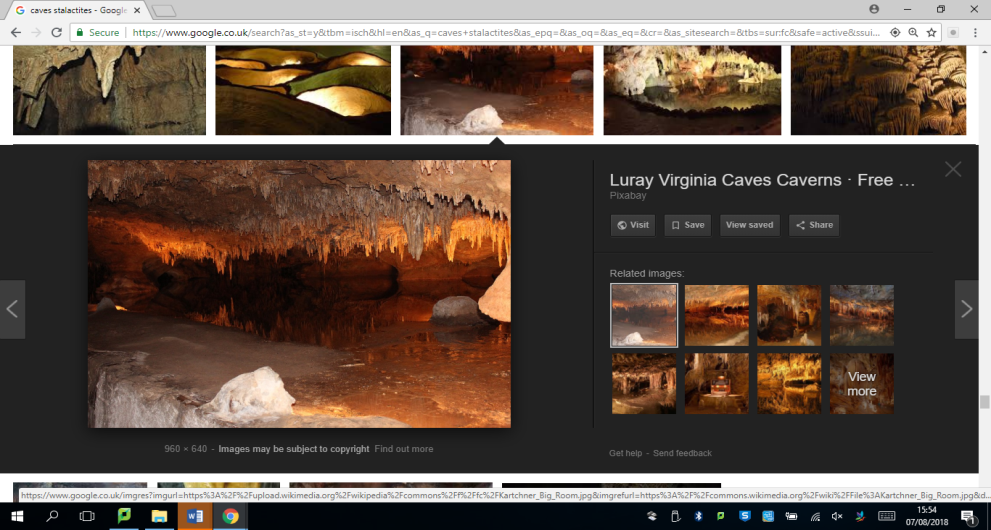 caves stalactites - Google
Secure
https://www.google.co.uk/search?as_st=y&tbm=isch&hl=en&as_q=caves+stalactites&as_epq=&as_oq=&as_eq=&cr=&as_sitesearch=&safe=active&tbs=sur:fc&safe=active&ssui...
Luray Virginia Caves Caverns · Free ...
Pixabay
Visit
Save
View saved
Share
Related images:
View
more
960 × 640 - Images may be subject to copyright Find out more
Get help - Send feedback
https://www.google.co.uk/imgres?imgurl=https%3A%2F%2Fupload.wikimedia.org%2Fwikipedia%2Fcommons%2Ff%2Ffc%2FKartchner_Big_Room.jpg&imgrefurl=https%3A%2F%2Fcommons.wikimedia.org%2Fwiki%2FFile%3AKartchner_Big_Room.jpg&d...
15:54
07/08/2018
1